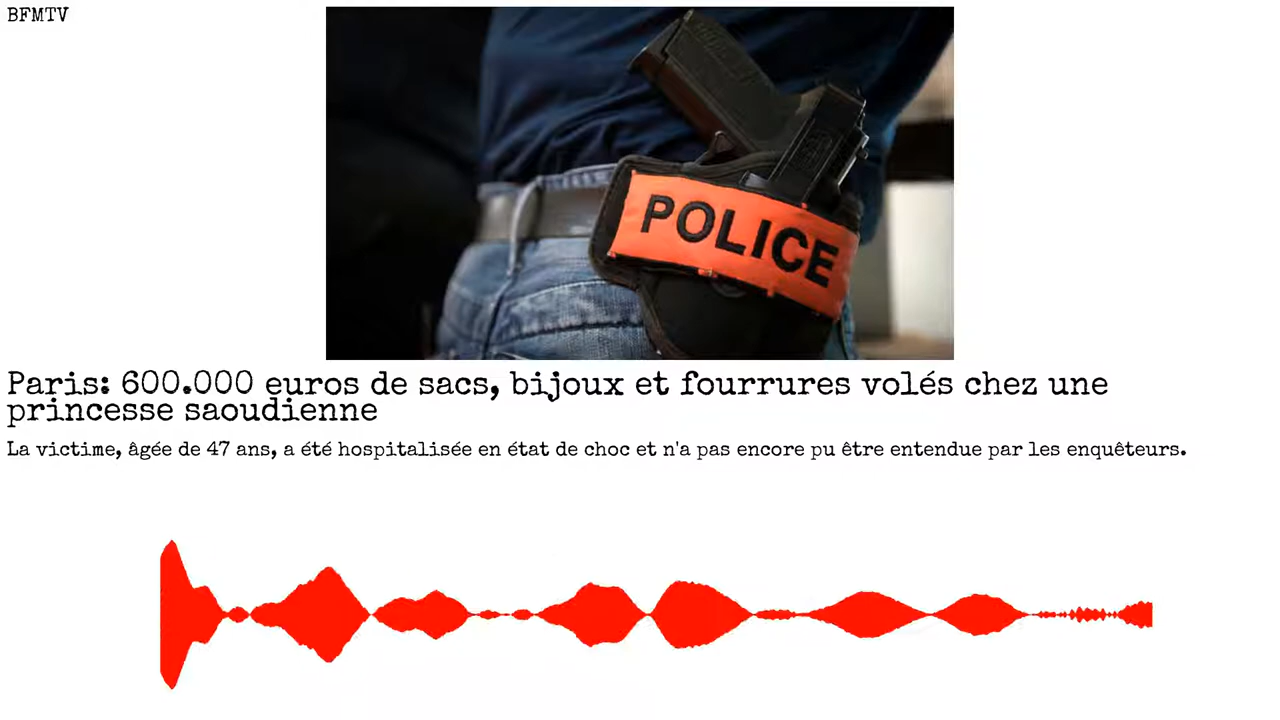 BFMTV
POLICE
Paris: 600.000 euros de sacs, bijoux et fourrures volés chez une
princesse saoudienne
La victime, âgée de 47 ans, a été hospitalisée en état de choc et n'a pas encore pu être entendue par les enquêteurs.